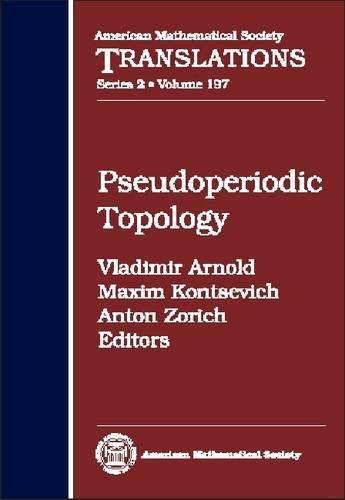 American Mathematical Society
TRANSLATIONS
Series 2 • Volume 197
Pseudoperiodic
Topology
Vladimir Arnold
Maxim Kontsevich
Anton Zorich
Editors
American Mathematical Society